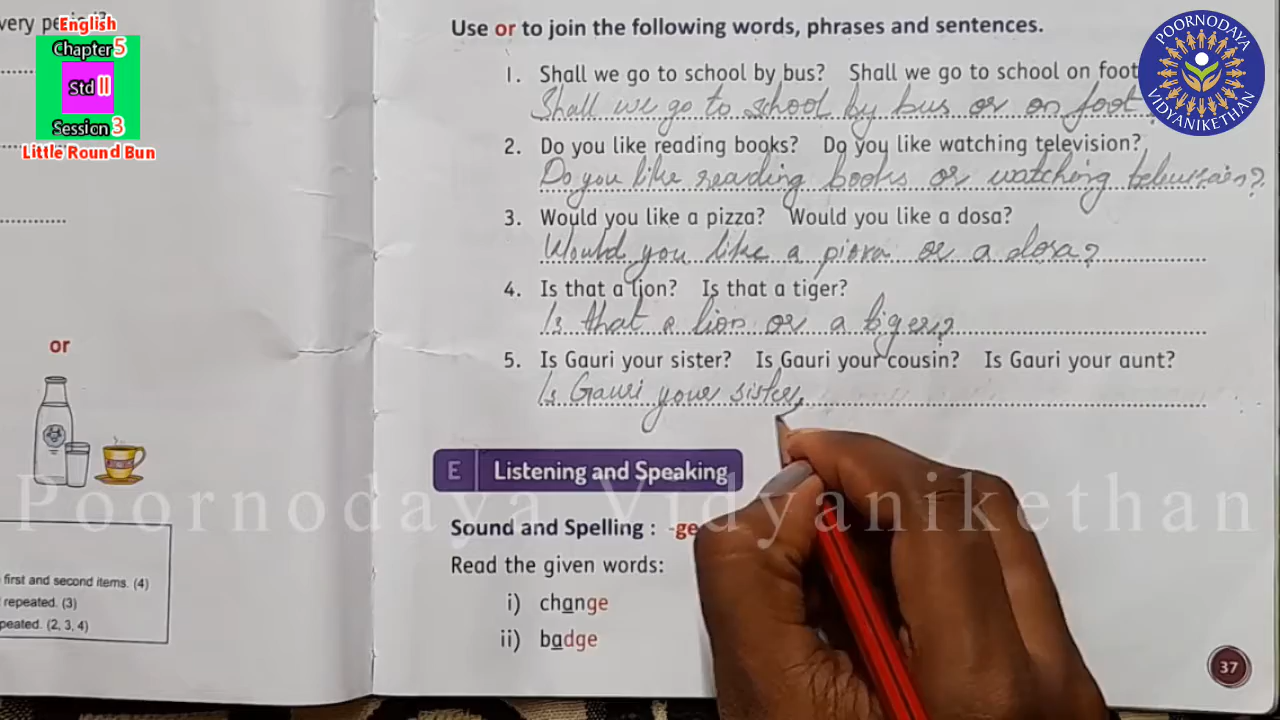 very period?
English
Chapter 5
Std II
Session 3
Little Round Bun
POORNODAYA VIDYANIKETHAN
Use or to join the following words, phrases and sentences.
1. Shall we go to school by bus? Shall we go to school on foot
Shall we go to school by bus or on foot
2. Do you like reading books? Do you like watching television?
Do you like reading books or watching television?
3. Would you like a pizza? Would you like a dosa?
Would you like a pizza or a dosa?
4. Is that a lion? Is that a tiger?
Is that a lion or a tiger?
5. Is Gauri your sister? Is Gauri your cousin? Is Gauri your aunt?
Is Gauri your sister,
or
E Listening and Speaking
Poornodaya Vidyanikethan
Sound and Spelling : -ge
Read the given words:
i) change
ii) badge
first and second items. (4)
repeated. (3)
peated. (2, 3, 4)
37